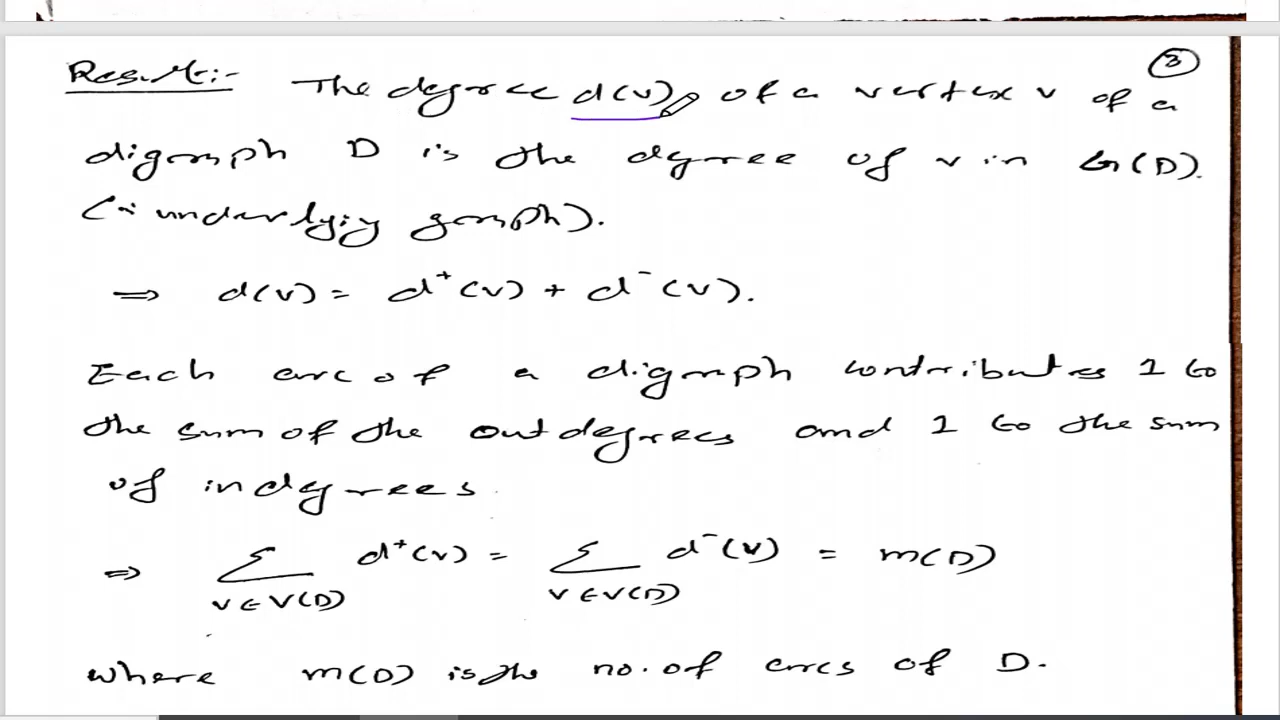 Result:- The degree d(v) of a vertex v of a
③
digraph D is the degree of v in G(D).
(= underlying graph).
⇒ d(v) = d⁺(v) + d⁻(v).
Each arc of a digraph contributes 1 to
the sum of the outdegrees and 1 to the sum
of indegrees.
⇒ Σ d⁺(v) = Σ d⁻(v) = m(D)
v∈V(D) v∈V(D)
where m(D) is the no. of arcs of D.